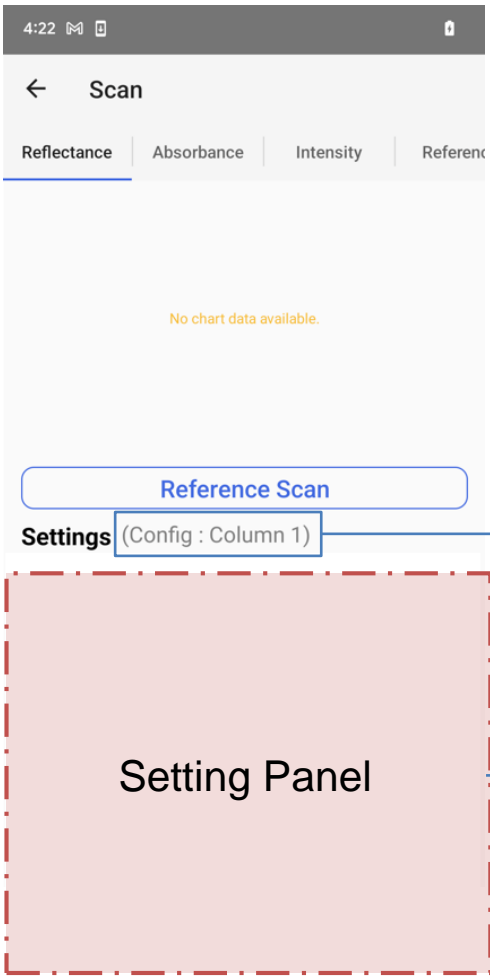 4:22
Scan
Reflectance Absorbance Intensity Referenc
No chart data available.
Reference Scan
Settings (Config : Column 1)
Setting Panel